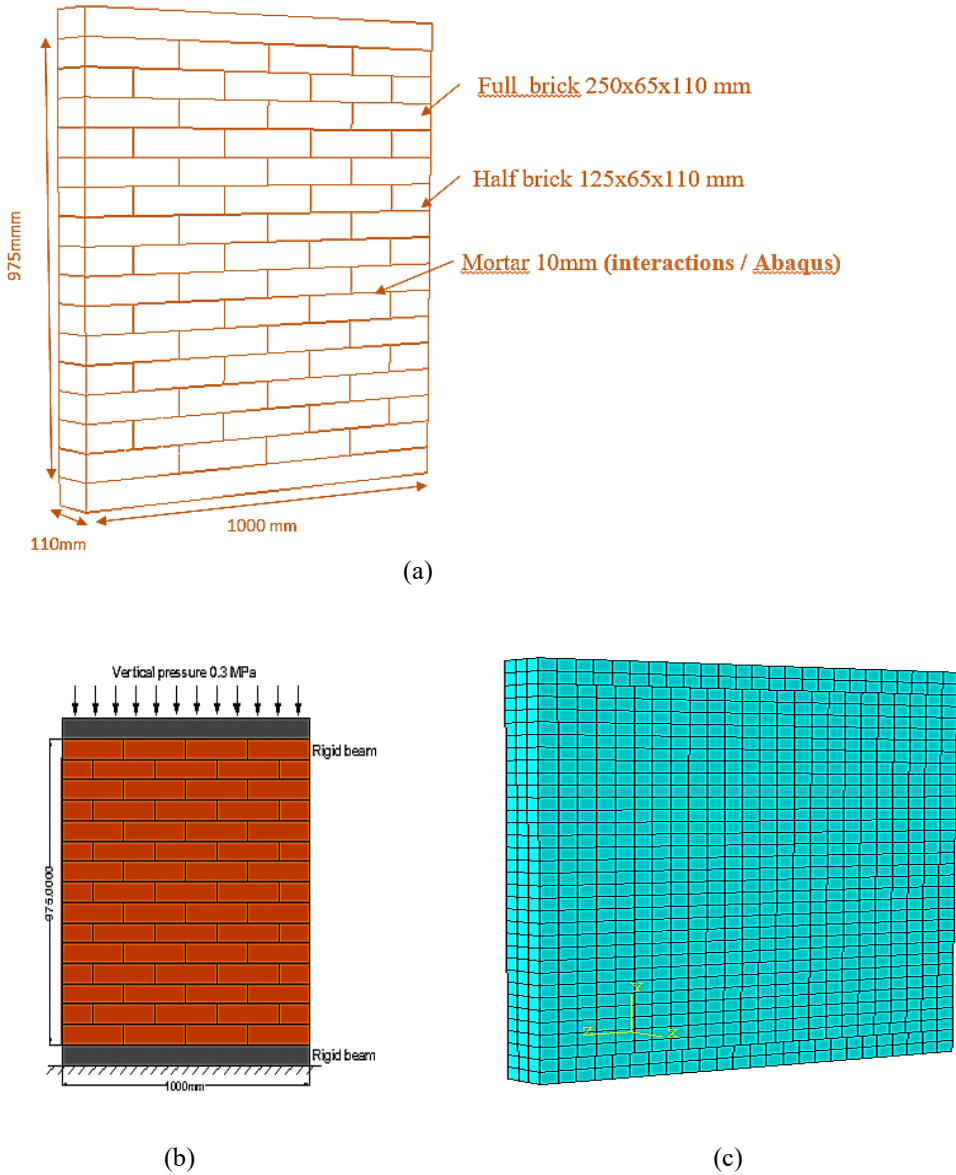 Full brick 250x65x110 mm
Half brick 125x65x110 mm
Mortar 10mm (interactions / Abaqus)
975mmm
110mm
1000 mm
(a)
Vertical pressure 0.3 MPa
Rigid beam
975.0000
Rigid beam
1000mm
(b)
Y
Z
X
(c)